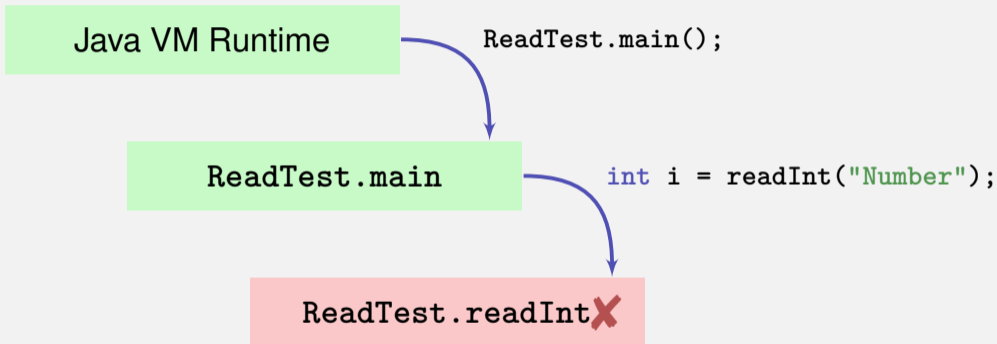 Java VM Runtime
ReadTest.main();
ReadTest.main
int i = readInt("Number");
ReadTest.readInt✘